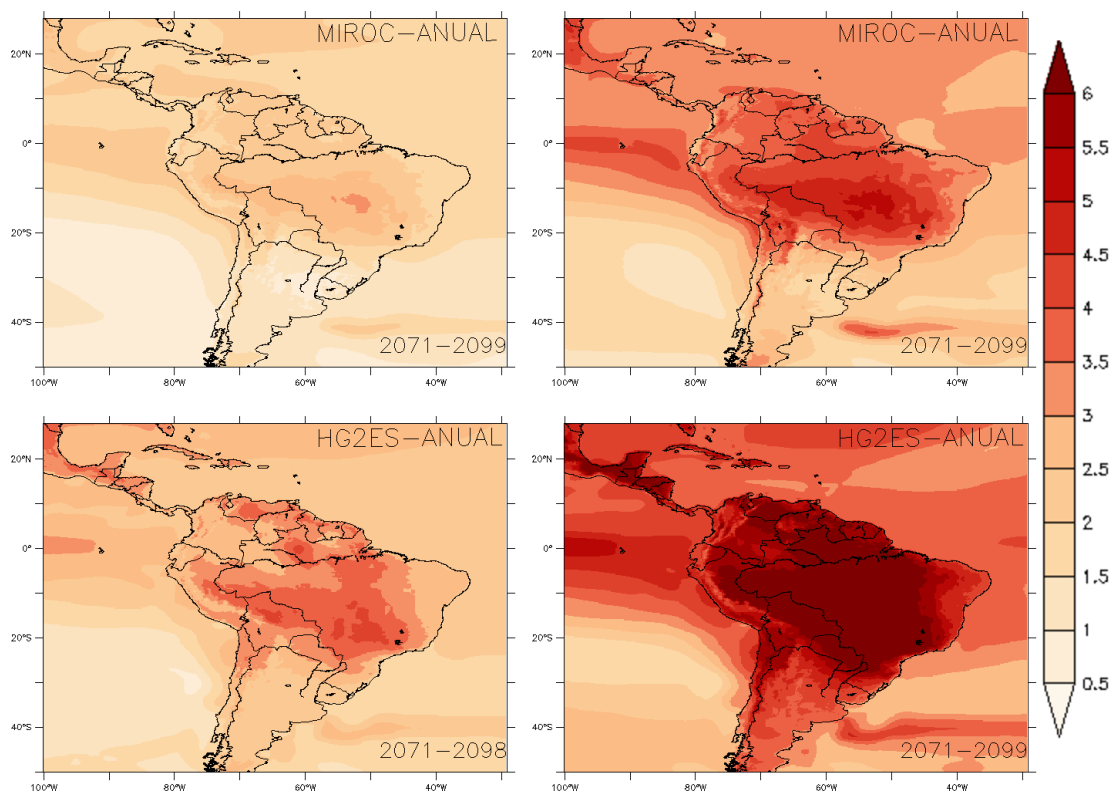 MIROC-ANUAL
20°N
0°
20°S
40°S
2071-2099
100°W
80°W
60°W
40°W
MIROC-ANUAL
20°N
0°
20°S
40°S
2071-2099
100°W
80°W
60°W
40°W
HG2ES-ANUAL
20°N
0°
20°S
40°S
2071-2098
100°W
80°W
60°W
40°W
HG2ES-ANUAL
20°N
0°
20°S
40°S
2071-2099
100°W
80°W
60°W
40°W
6
5.5
5
4.5
4
3.5
3
2.5
2
1.5
1
0.5